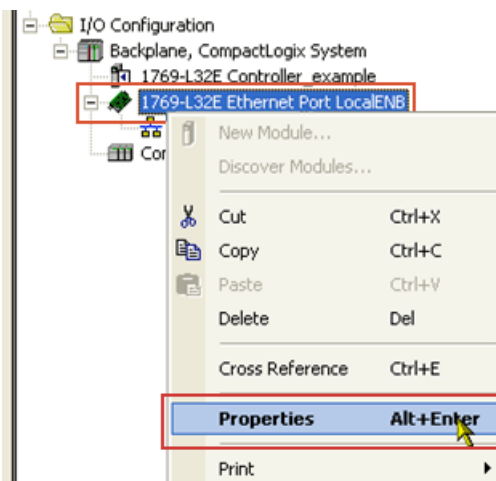 I/O Configuration
Backplane, CompactLogix System
1769-L32E Controller_example
1769-L32E Ethernet Port LocalENB
New Module...
Cor
Discover Modules...
Cut Ctrl+X
Copy Ctrl+C
Paste Ctrl+V
Delete Del
Cross Reference Ctrl+E
Properties Alt+Enter
Print